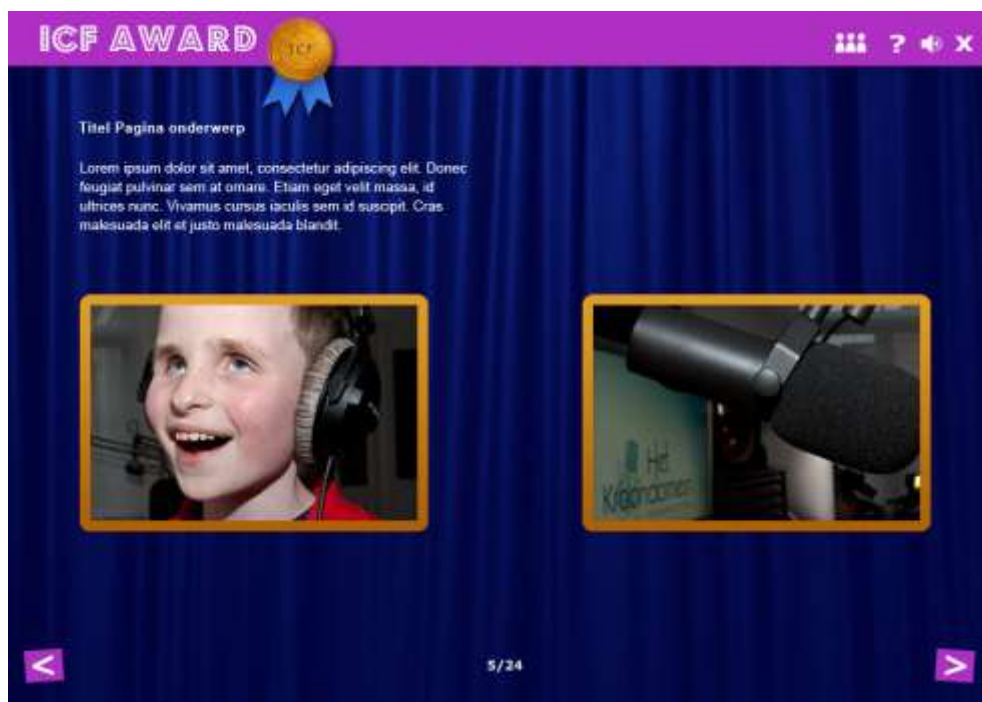 ICF AWARD
ICF
?
X
Titel Pagina onderwerp
Lorem ipsum dolor sit amet, consectetur adipiscing elit. Donec
feugiat pulvinar sem at ornare. Etiam eget velit massa, id
ultrices nunc. Vivamus cursus iaculis sem id suscipit. Cras
malesuada elit et justo malesuada blandit.
Het
<
5/24
>